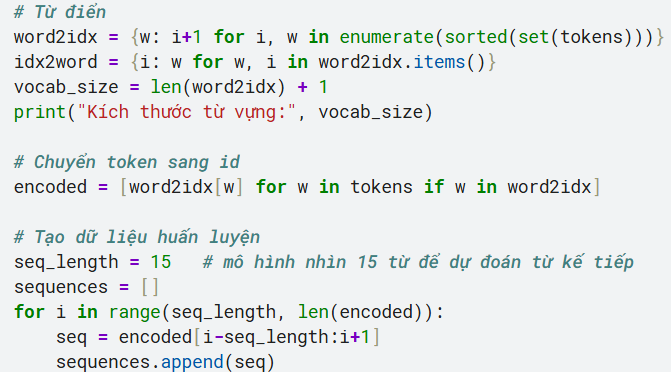 # Từ điển
word2idx = {w: i+1 for i, w in enumerate(sorted(set(tokens)))}
idx2word = {i: w for w, i in word2idx.items()}
vocab_size = len(word2idx) + 1
print("Kích thước từ vựng:", vocab_size)

# Chuyển token sang id
encoded = [word2idx[w] for w in tokens if w in word2idx]

# Tạo dữ liệu huấn luyện
seq_length = 15   # mô hình nhìn 15 từ để dự đoán từ kế tiếp
sequences = []
for i in range(seq_length, len(encoded)):
    seq = encoded[i-seq_length:i+1]
    sequences.append(seq)